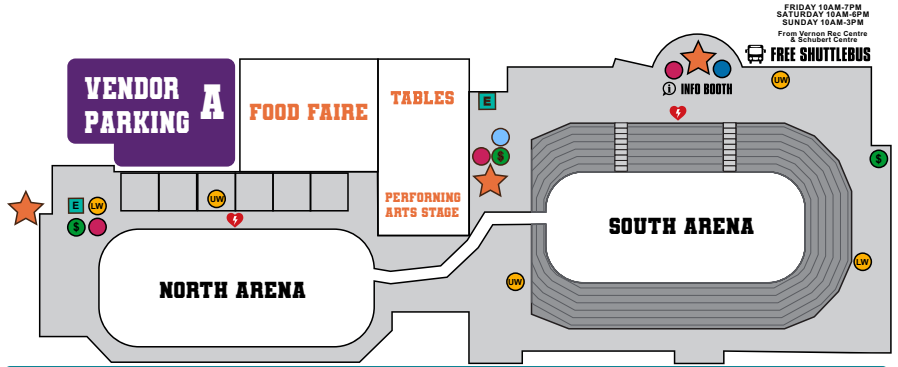 FRIDAY 10AM-7PM
SATURDAY 10AM-6PM
SUNDAY 10AM-3PM
From Vernon Rec Centre
& Schubert Centre
FREE SHUTTLEBUS
i INFO BOOTH
UW
VENDOR
PARKING
A
FOOD FAIRE
TABLES
E
$
$
PERFORNING
ARTS STAGE
UW
E
LW
$
SOUTH ARENA
NORTH ARENA
UW
LW